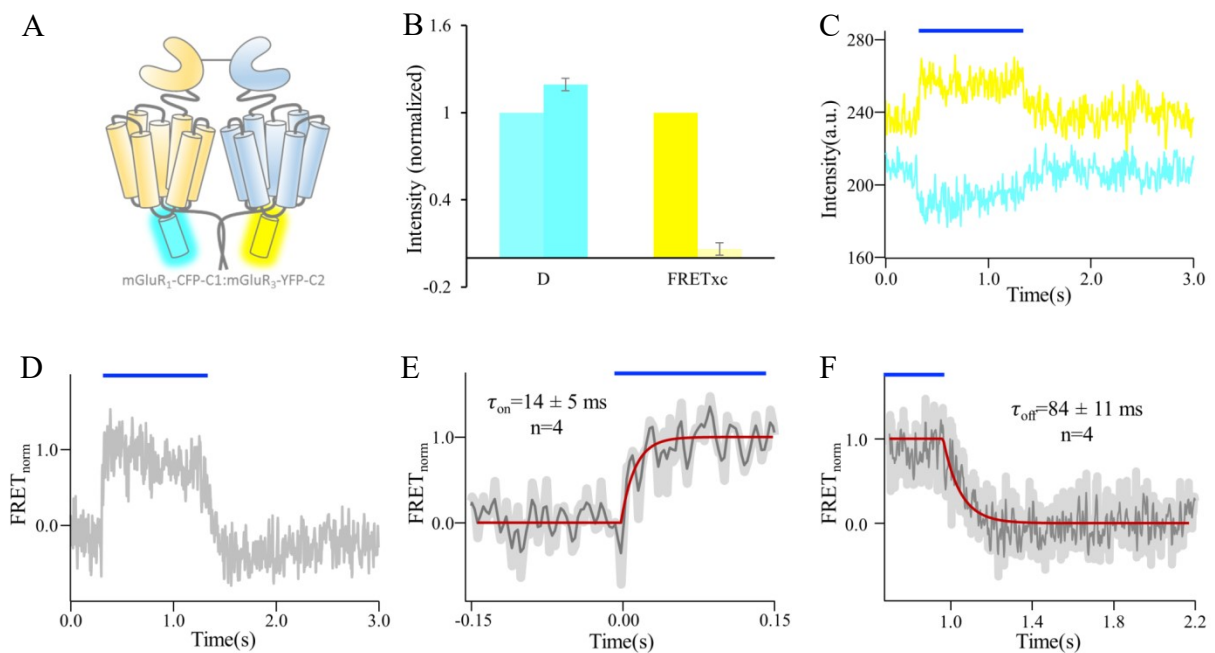 A
mGluR₁-CFP-C1:mGluR₃-YFP-C2
B
Intensity (normalized)
1.6
1
0.4
-0.2
D
FRETxc
C
Intensity(a.u.)
280
240
200
160
0.0
1.0
2.0
3.0
Time(s)
D
FRETnorm
1.0
0.0
0.0
1.0
2.0
3.0
Time(s)
E
τon=14 ± 5 ms
n=4
FRETnorm
1.0
0.0
-0.15
0.00
0.15
Time(s)
F
τoff=84 ± 11 ms
n=4
FRETnorm
1.0
0.0
1.0
1.4
1.8
2.2
Time(s)